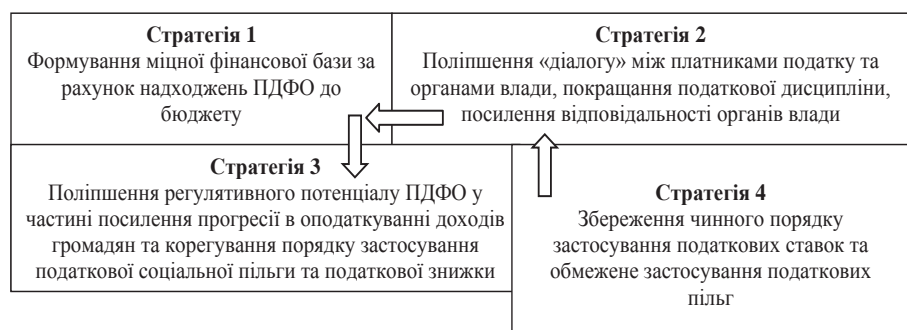 Стратегія 1
Формування міцної фінансової бази за
рахунок надходжень ПДФО до
бюджету
Стратегія 2
Поліпшення «діалогу» між платниками податку та
органами влади, покращання податкової дисципліни,
посилення відповідальності органів влади
Стратегія 3
Поліпшення регулятивного потенціалу ПДФО у
частині посилення прогресії в оподаткуванні доходів
громадян та корегування порядку застосування
податкової соціальної пільги та податкової знижки
Стратегія 4
Збереження чинного порядку
застосування податкових ставок та
обмежене застосування податкових
пільг